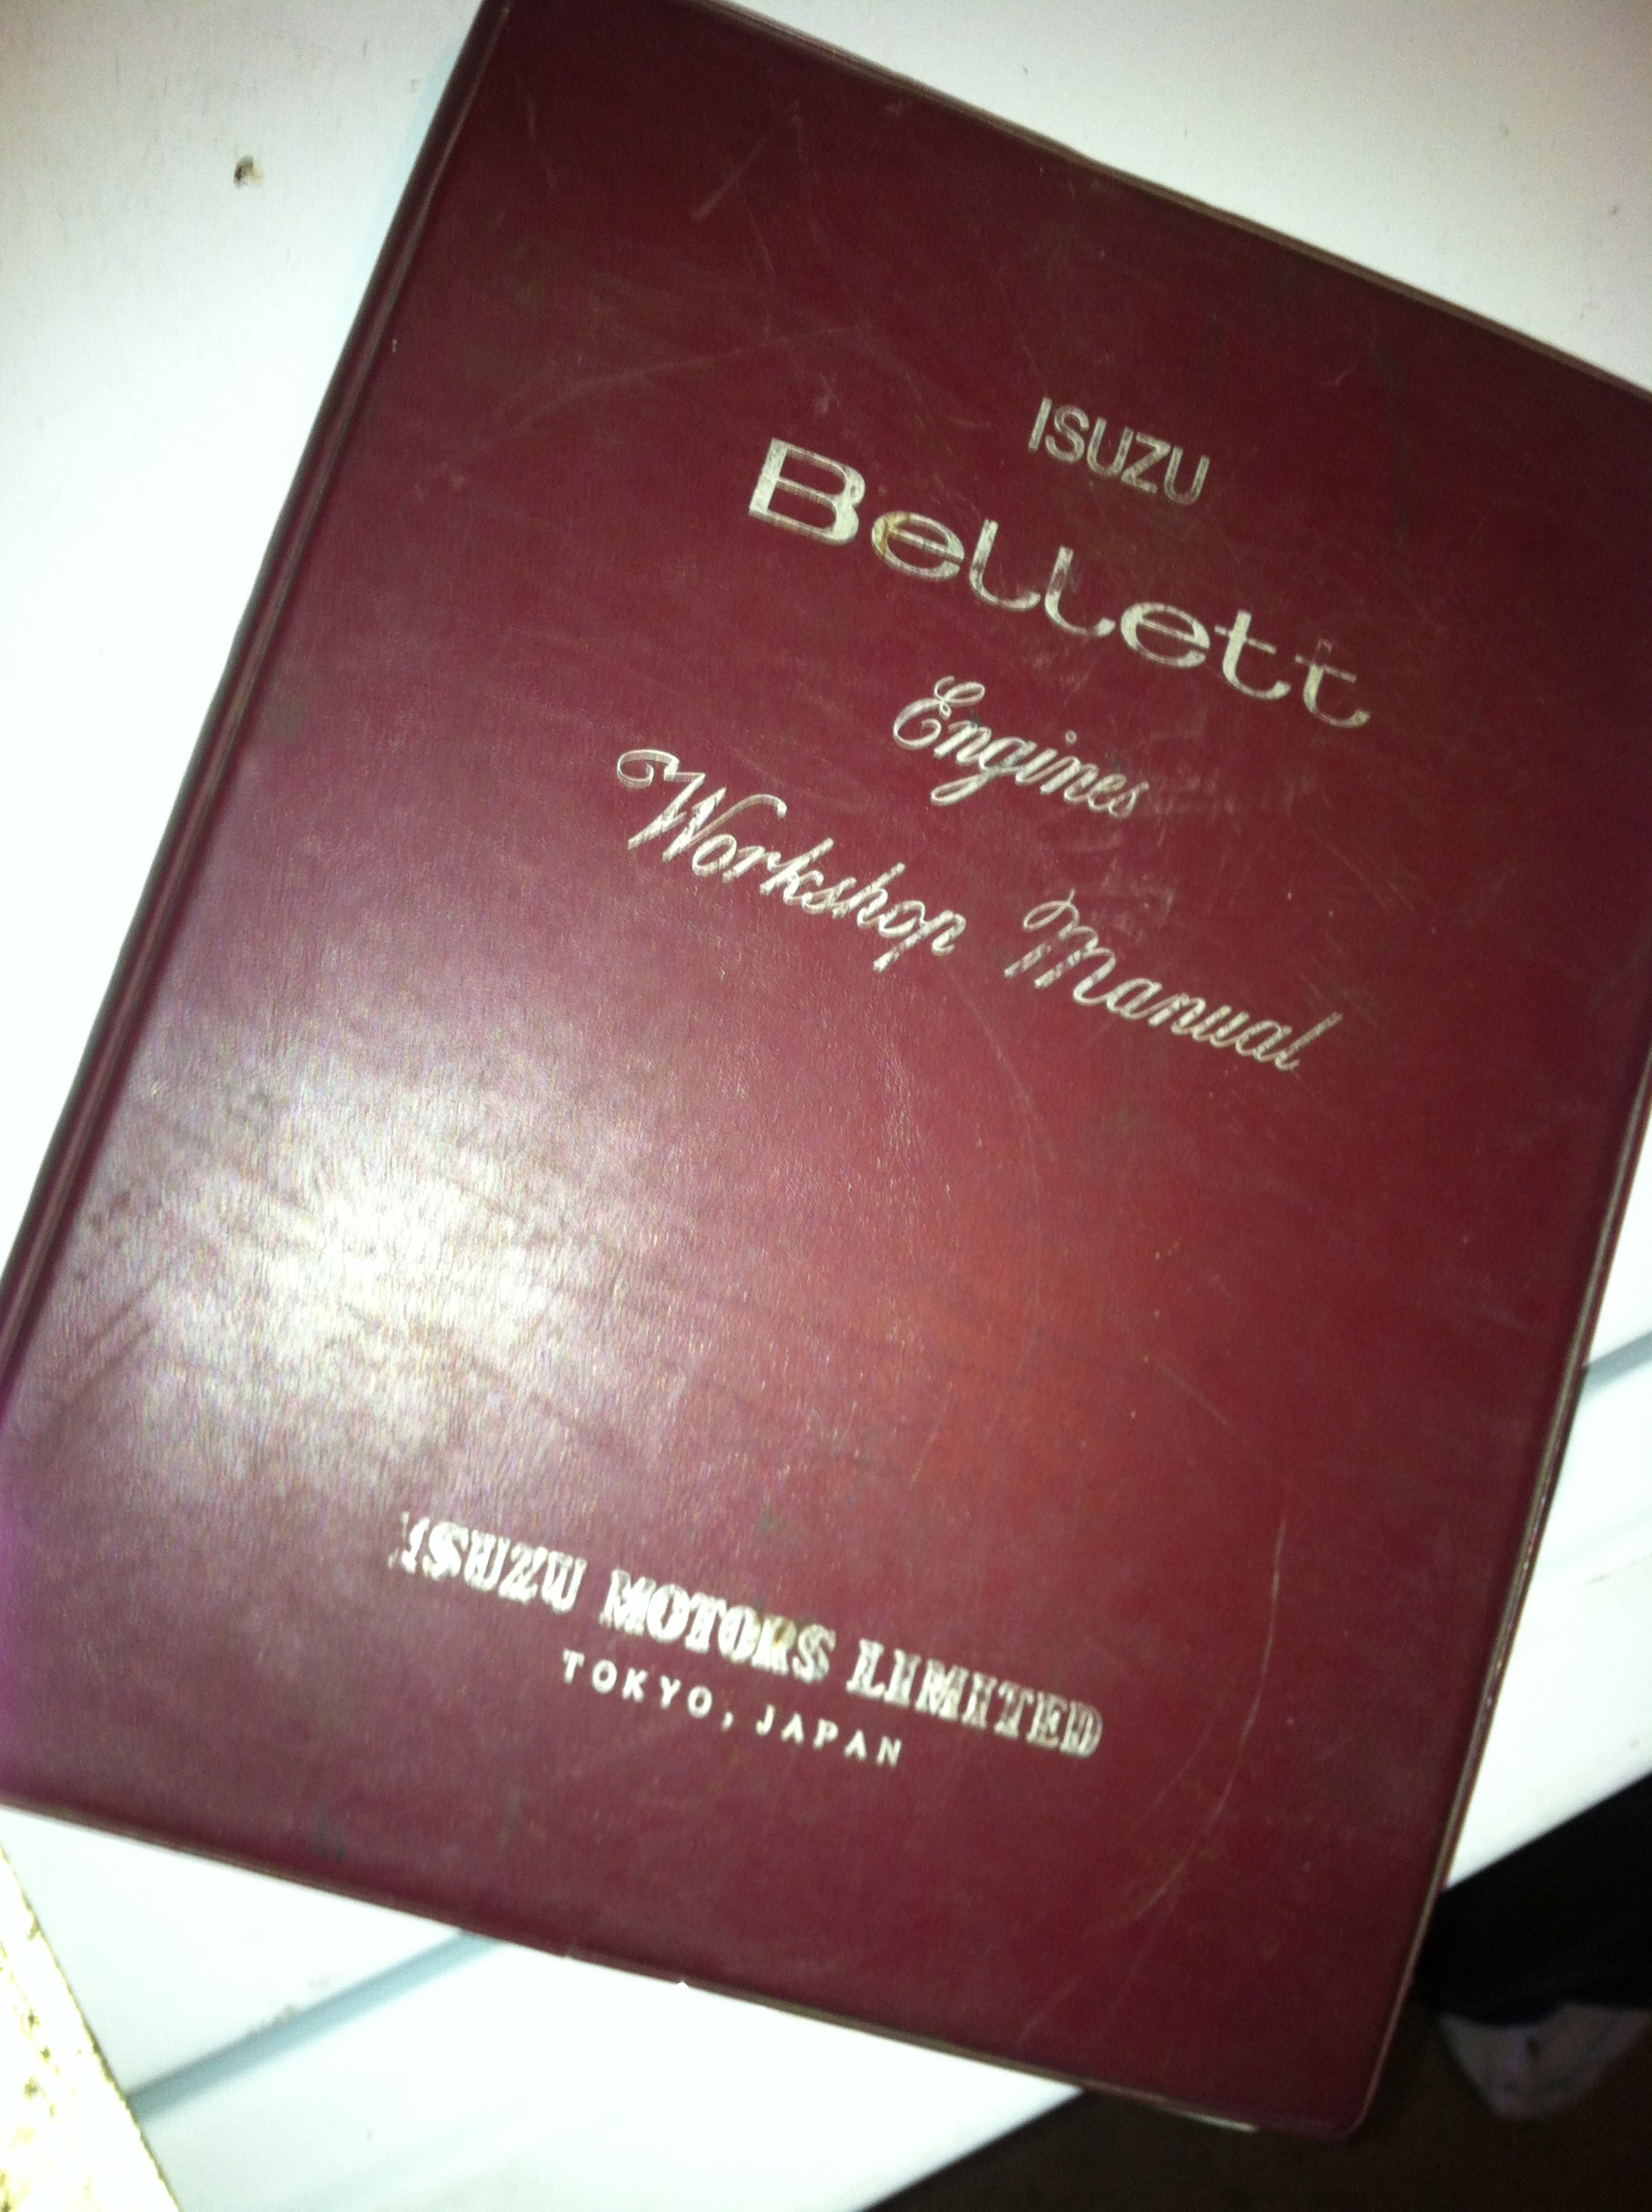 ISUZU
Bellett
Engines
Workshop Manual
ISUZU MOTORS LIMITED
TOKYO, JAPAN